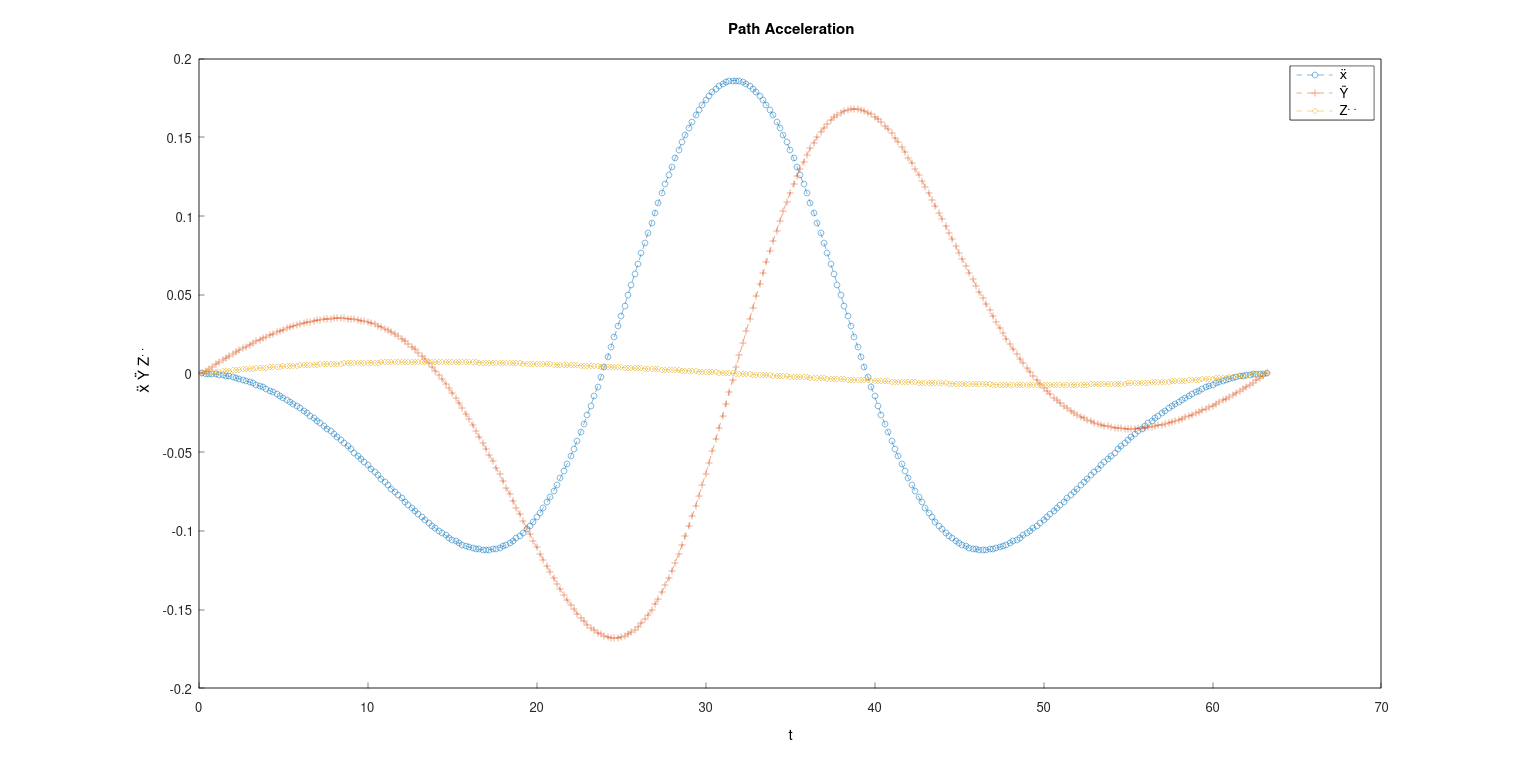 Path Acceleration
ẍ
Ÿ
Z˙ ˙
0.2
0.15
0.1
0.05
0
-0.05
-0.1
-0.15
-0.2
ẍ Ÿ Z˙ ˙
0 10 20 30 40 50 60 70
t